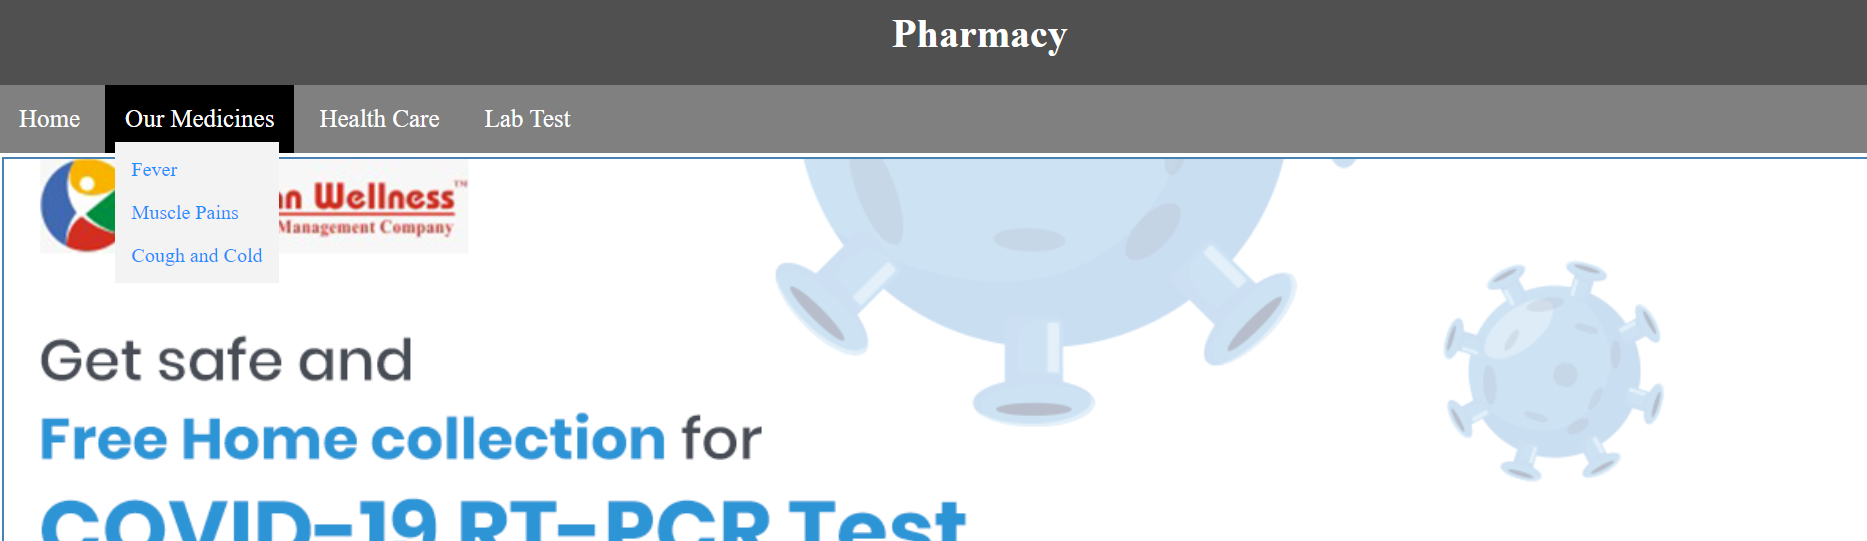 Pharmacy
Home Our Medicines Health Care Lab Test
Fever
Muscle Pains
Cough and Cold
Wellness™
Management Company
Get safe and
Free Home collection for
COVID-19 RT-PCR Test